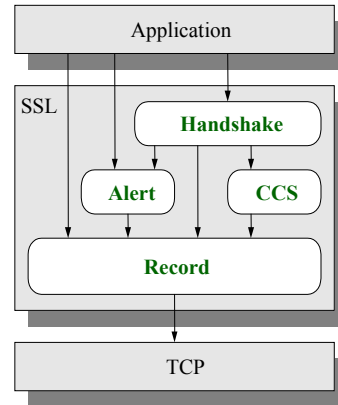 Application
SSL
Handshake
Alert
CCS
Record
TCP